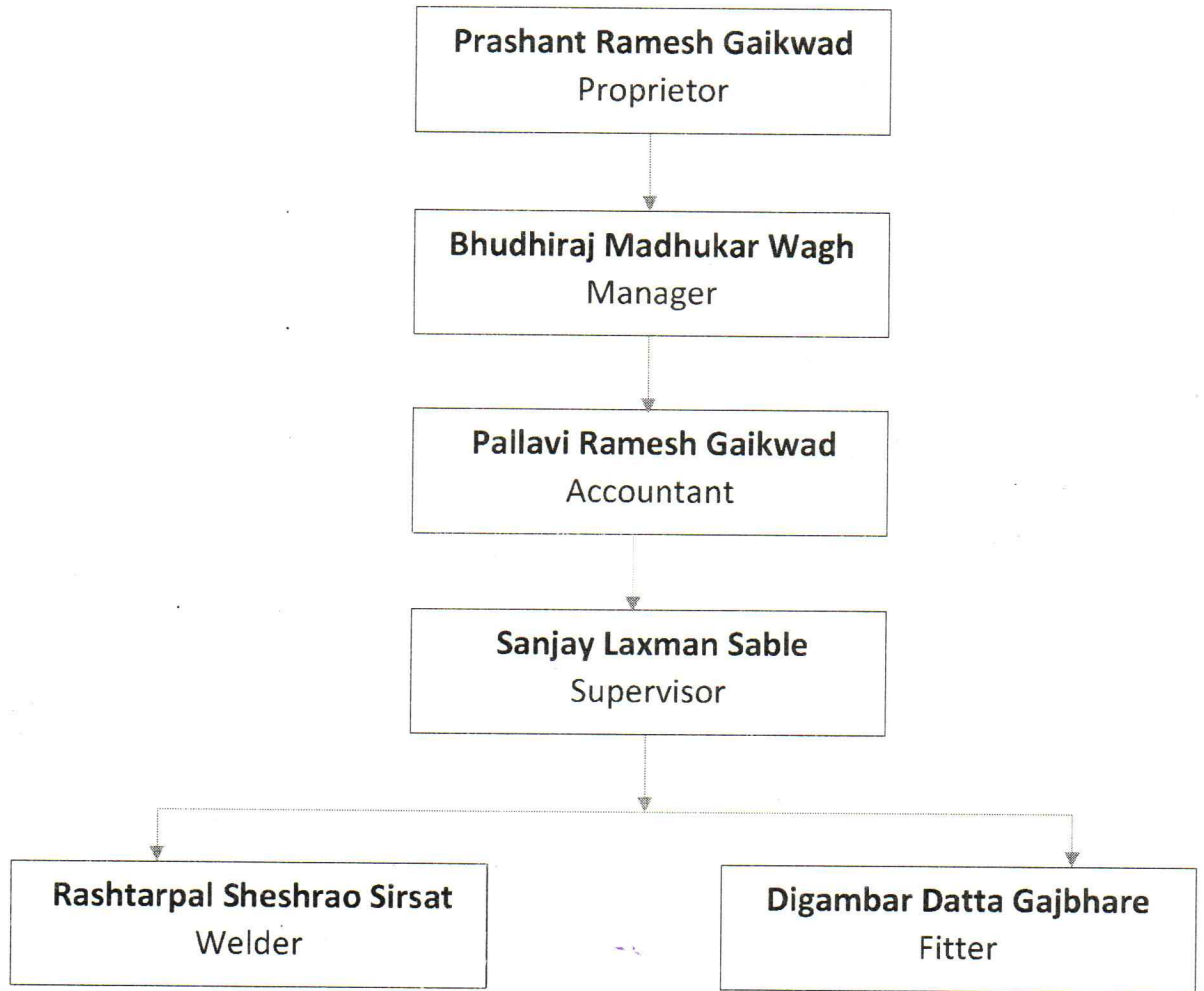 Prashant Ramesh Gaikwad
Proprietor
Bhudhiraj Madhukar Wagh
Manager
Pallavi Ramesh Gaikwad
Accountant
Sanjay Laxman Sable
Supervisor
Rashtarpal Sheshrao Sirsat
Welder
Digambar Datta Gajbhare
Fitter